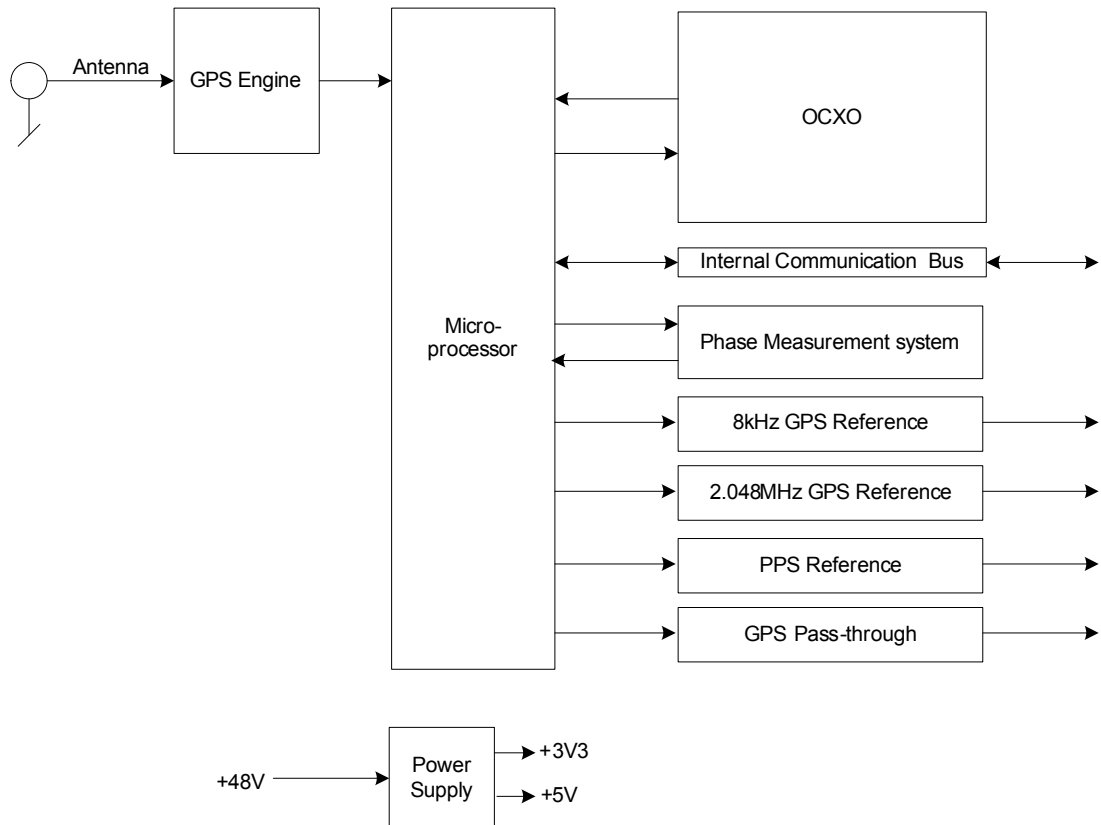 Antenna
GPS Engine
OCXO
Internal Communication Bus
Micro-
processor
Phase Measurement system
8kHz GPS Reference
2.048MHz GPS Reference
PPS Reference
GPS Pass-through
+48V
Power
Supply
+3V3
+5V